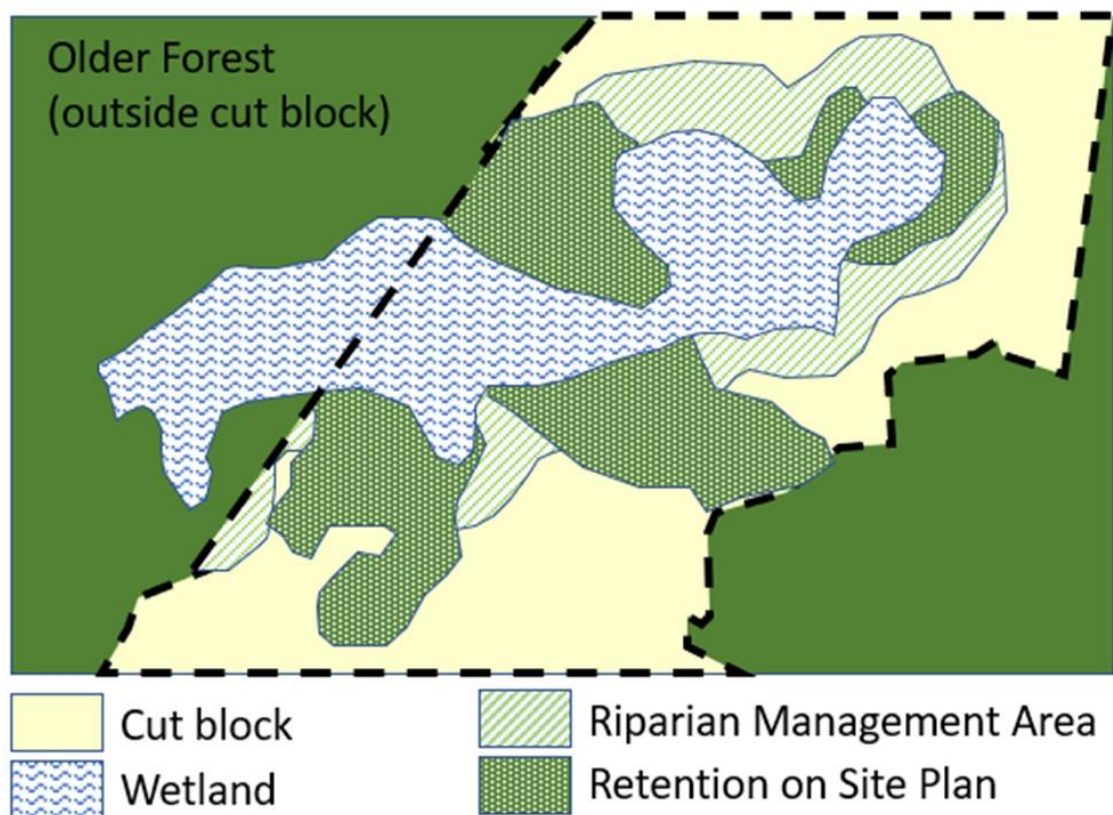 Older Forest
(outside cut block)
Cut block
Riparian Management Area
Wetland
Retention on Site Plan